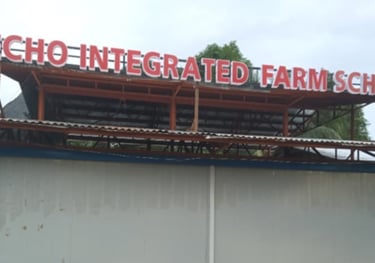 CHO INTEGRATED FARM SCH